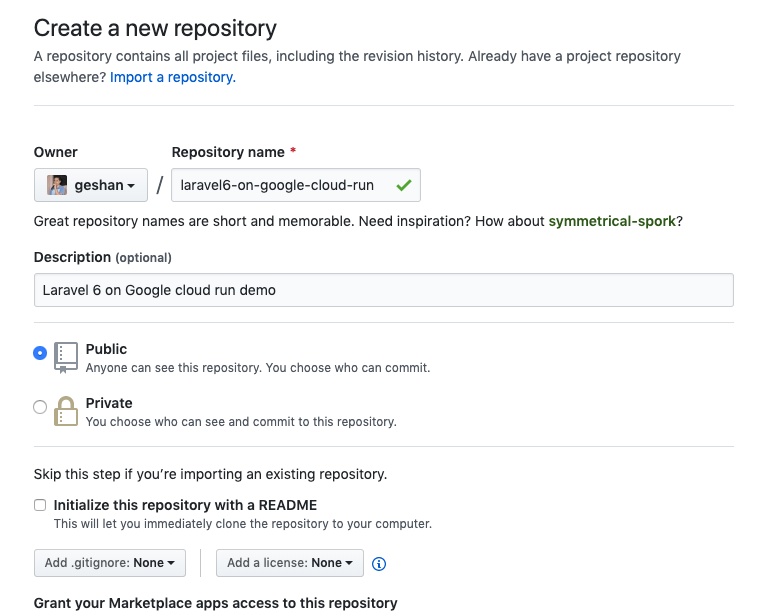 Create a new repository
A repository contains all project files, including the revision history. Already have a project repository
elsewhere? Import a repository.
Owner
Repository name *
geshan
/
laravel6-on-google-cloud-run
Great repository names are short and memorable. Need inspiration? How about symmetrical-spork?
Description (optional)
Laravel 6 on Google cloud run demo
Public
Anyone can see this repository. You choose who can commit.
Private
You choose who can see and commit to this repository.
Skip this step if you’re importing an existing repository.
Initialize this repository with a README
This will let you immediately clone the repository to your computer.
Add .gitignore: None
Add a license: None
Grant your Marketplace apps access to this repository